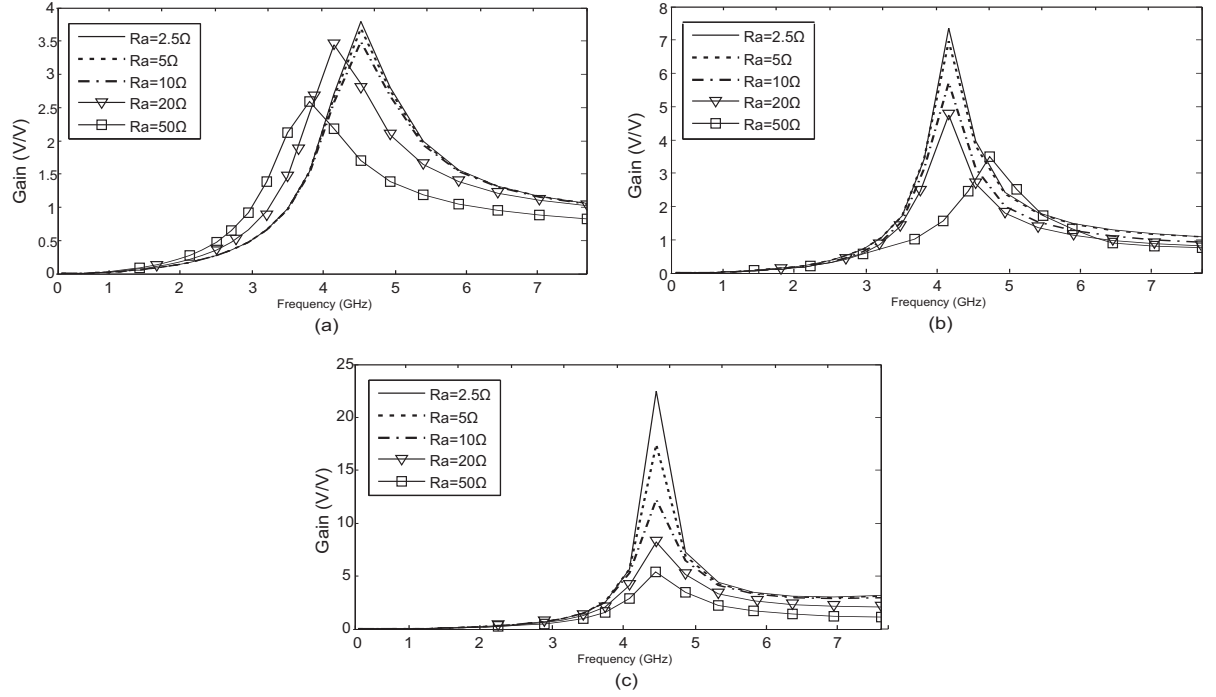 4
3.5
3
2.5
2
1.5
1
0.5
0
Gain (V/V)
Ra=2.5Ω
Ra=5Ω
Ra=10Ω
Ra=20Ω
Ra=50Ω
0 1 2 3 4 5 6 7
Frequency (GHz)
(a)
8
7
6
5
4
3
2
1
0
Gain (V/V)
Ra=2.5Ω
Ra=5Ω
Ra=10Ω
Ra=20Ω
Ra=50Ω
0 1 2 3 4 5 6 7
Frequency (GHz)
(b)
25
20
15
10
5
0
Gain (V/V)
Ra=2.5Ω
Ra=5Ω
Ra=10Ω
Ra=20Ω
Ra=50Ω
0 1 2 3 4 5 6 7
Frequency (GHz)
(c)